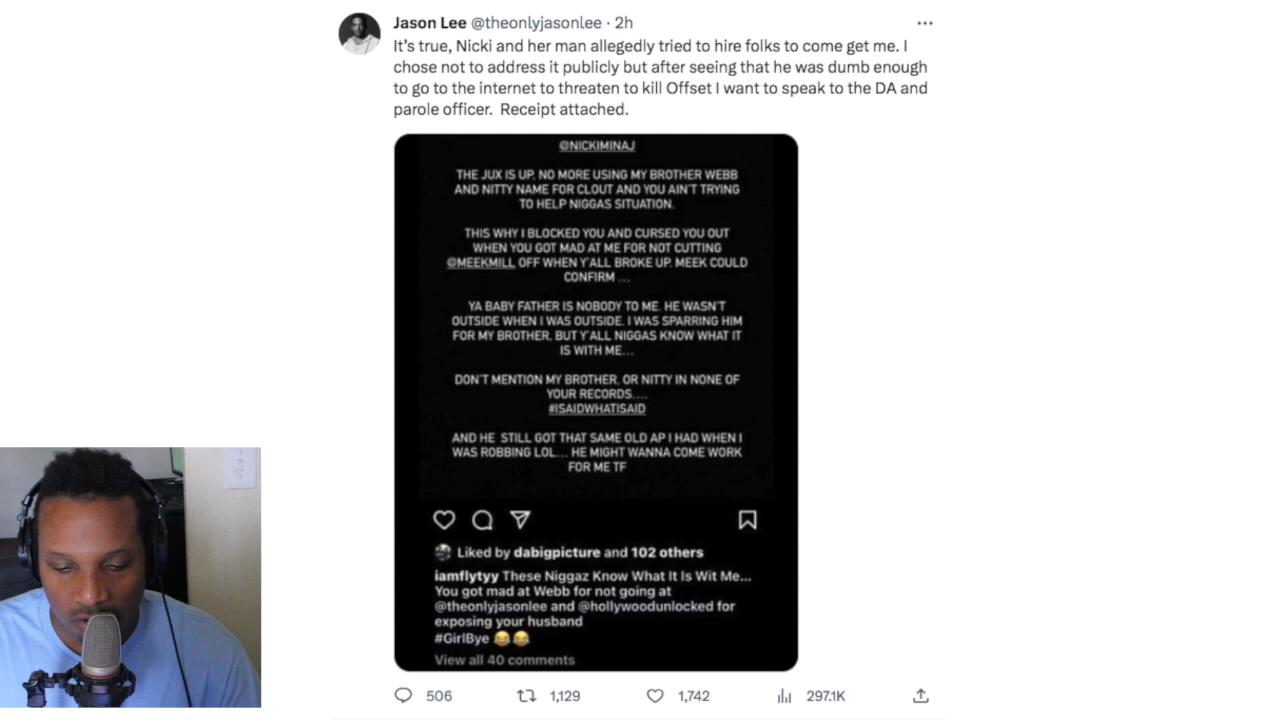 Jason Lee @theonlyjasonlee · 2h
It's true, Nicki and her man allegedly tried to hire folks to come get me. I
chose not to address it publicly but after seeing that he was dumb enough
to go to the internet to threaten to kill Offset I want to speak to the DA and
parole officer.  Receipt attached.
@NICKIMINAJ
THE JUX IS UP. NO MORE USING MY BROTHER WEBB
AND NITTY NAME FOR CLOUT AND YOU AIN'T TRYING
TO HELP NIGGAS SITUATION.
THIS WHY I BLOCKED YOU AND CURSED YOU OUT
WHEN YOU GOT MAD AT ME FOR NOT CUTTING
@MEEKMILL OFF WHEN Y'ALL BROKE UP. MEEK COULD
CONFIRM ...
YA BABY FATHER IS NOBODY TO ME. HE WASN'T
OUTSIDE WHEN I WAS OUTSIDE. I WAS SPARRING HIM
FOR MY BROTHER, BUT Y'ALL NIGGAS KNOW WHAT IT
IS WITH ME...
DON'T MENTION MY BROTHER, OR NITTY IN NONE OF
YOUR RECORDS....
#ISAIDWHATISAID
AND HE STILL GOT THAT SAME OLD AP I HAD WHEN I
WAS ROBBING LOL... HE MIGHT WANNA COME WORK
FOR ME TF
Liked by dabigpicture and 102 others
iamflytyy These Niggaz Know What It Is Wit Me...
You got mad at Webb for not going at
@theonlyjasonlee and @hollywoodunlocked for
exposing your husband
#GirlBye 😂😂
View all 40 comments
506 1,129 1,742 297.1K